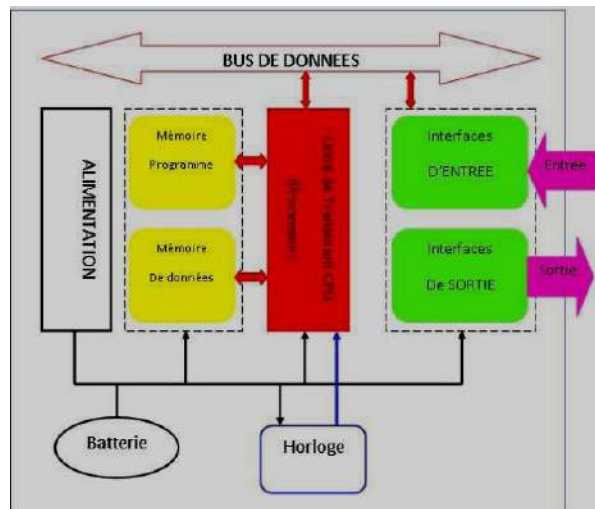 BUS DE DONNEES
ALIMENTATION
Mémoire
Programme
Mémoire
De données
Interfaces
D'ENTREE
Interfaces
De SORTIE
Entrée
Sortie
Batterie
Horloge